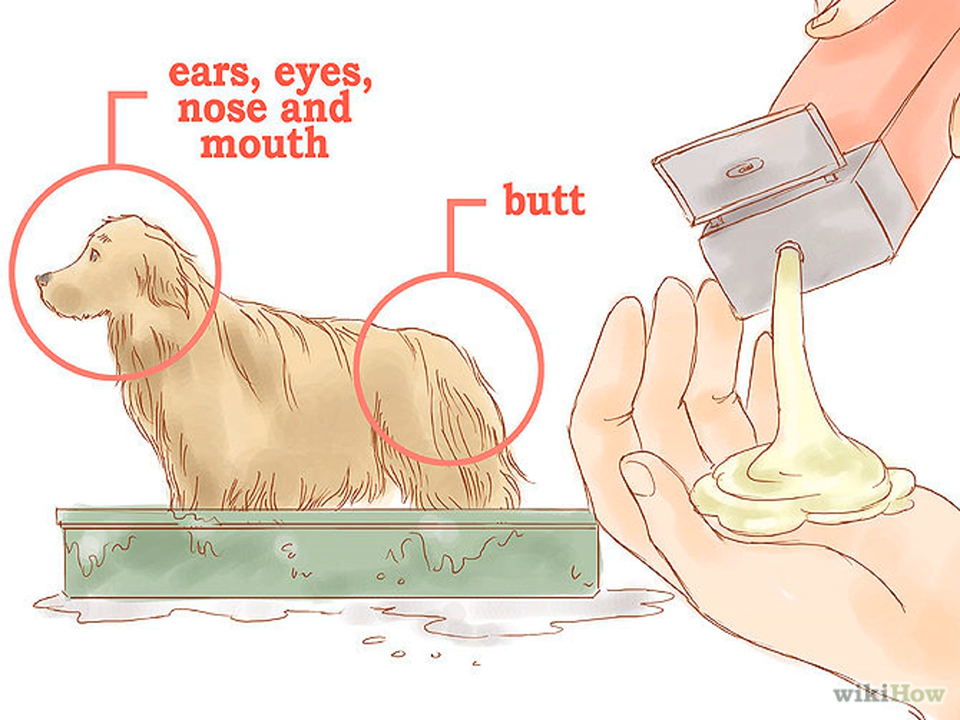 ears, eyes,
nose and
mouth
butt
wikiHow